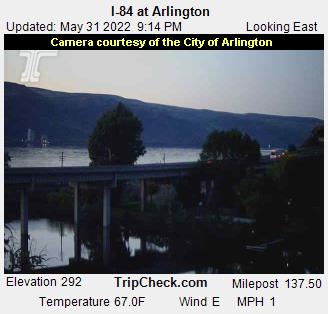 I-84 at Arlington
Updated: May 31 2022 9:14 PM Looking East
Camera courtesy of the City of Arlington
Elevation 292 TripCheck.com Milepost 137.50
Temperature 67.0F Wind E MPH 1